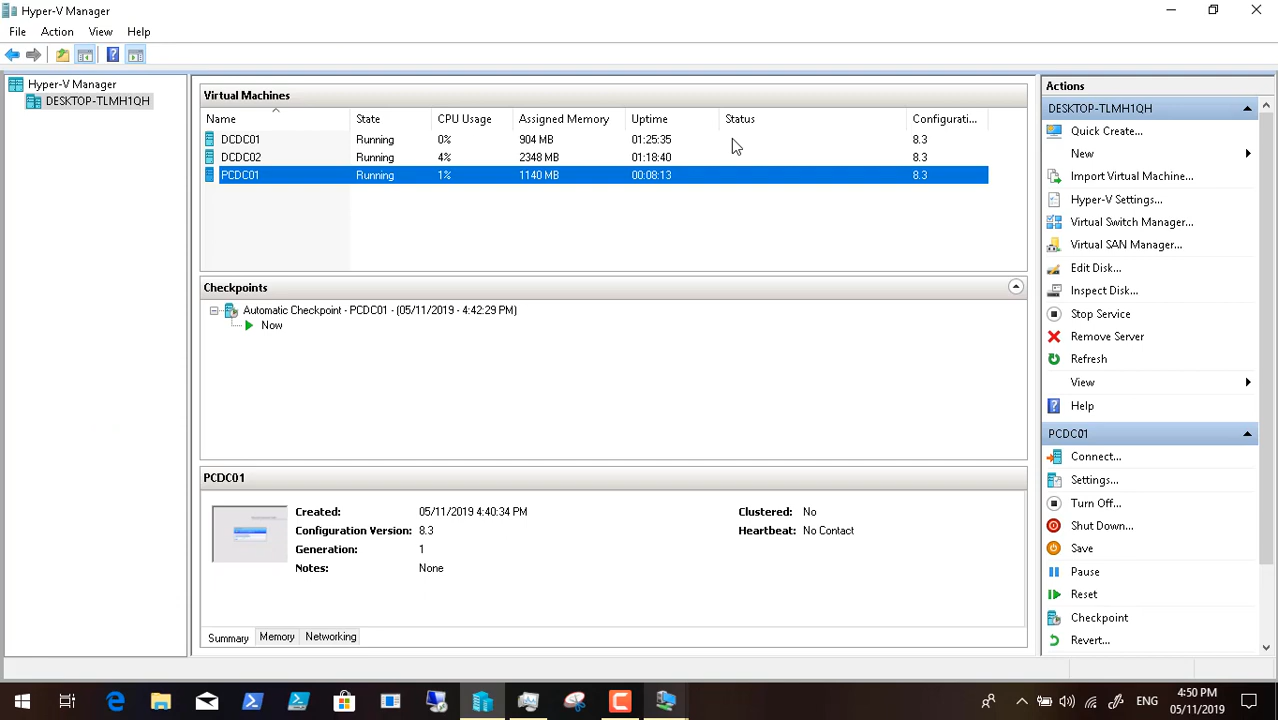 Hyper-V Manager
File Action View Help
Hyper-V Manager
DESKTOP-TLMH1QH
Virtual Machines
Name State CPU Usage Assigned Memory Uptime Status Configurati...
DCDC01 Running 0% 904 MB 01:25:35 8.3
DCDC02 Running 4% 2348 MB 01:18:40 8.3
PCDC01 Running 1% 1140 MB 00:08:13 8.3
Checkpoints
Automatic Checkpoint - PCDC01 - (05/11/2019 - 4:42:29 PM)
Now
PCDC01
Created: 05/11/2019 4:40:34 PM Clustered: No
Configuration Version: 8.3 Heartbeat: No Contact
Generation: 1
Notes: None
Summary Memory Networking
Actions
DESKTOP-TLMH1QH
Quick Create...
New
Import Virtual Machine...
Hyper-V Settings...
Virtual Switch Manager...
Virtual SAN Manager...
Edit Disk...
Inspect Disk...
Stop Service
Remove Server
Refresh
View
Help
PCDC01
Connect...
Settings...
Turn Off...
Shut Down...
Save
Pause
Reset
Checkpoint
Revert...
ENG 4:50 PM
05/11/2019